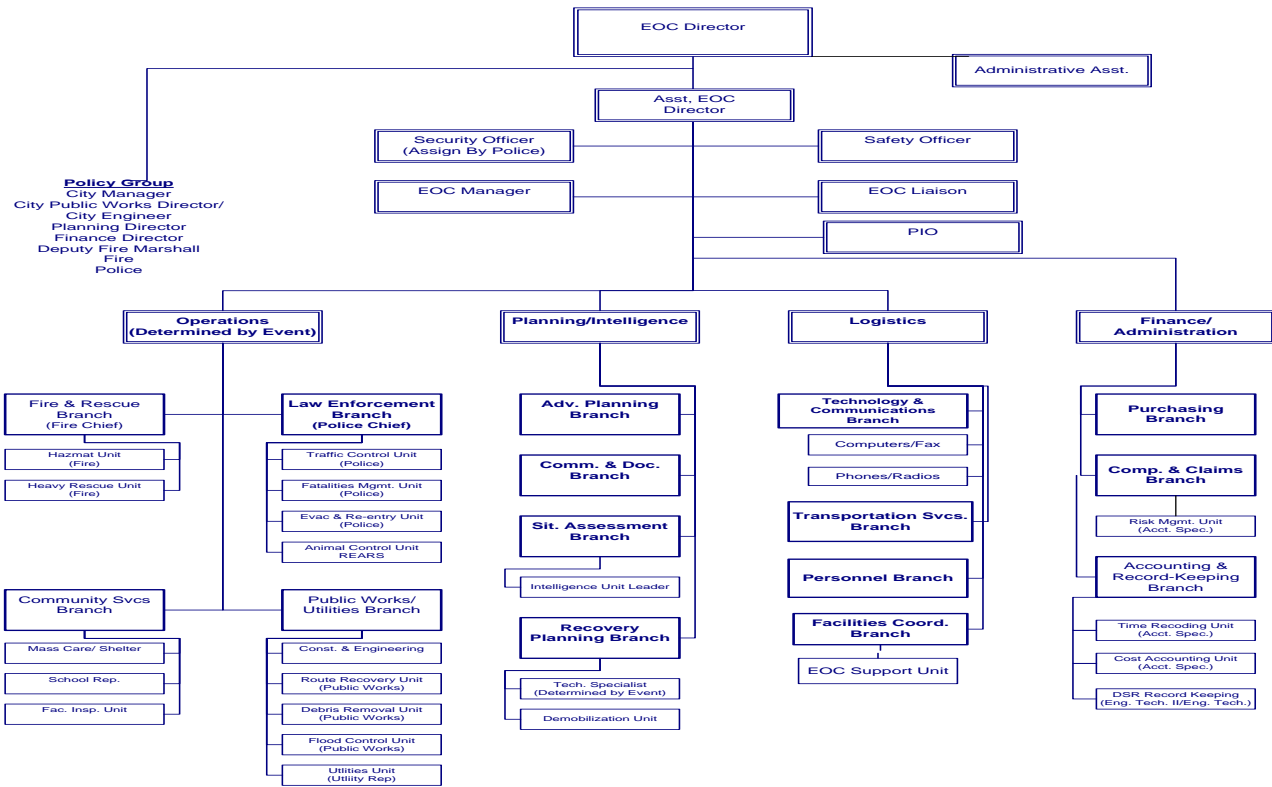 EOC Director
Administrative Asst.
Asst, EOC
Director
Security Officer
(Assign By Police)
Safety Officer
EOC Manager
EOC Liaison
PIO
Policy Group
City Manager
City Public Works Director/
City Engineer
Planning Director
Finance Director
Deputy Fire Marshall
Fire
Police
Operations
(Determined by Event)
Planning/Intelligence
Logistics
Finance/
Administration
Fire & Rescue
Branch
(Fire Chief)
Hazmat Unit
(Fire)
Heavy Rescue Unit
(Fire)
Law Enforcement
Branch
(Police Chief)
Traffic Control Unit
(Police)
Fatalities Mgmt. Unit
(Police)
Evac & Re-entry Unit
(Police)
Animal Control Unit
REARS
Community Svcs
Branch
Mass Care/ Shelter
School Rep.
Fac. Insp. Unit
Public Works/
Utilities Branch
Const. & Engineering
Route Recovery Unit
(Public Works)
Debris Removal Unit
(Public Works)
Flood Control Unit
(Public Works)
Utlities Unit
(Utliity Rep)
Adv. Planning
Branch
Comm. & Doc.
Branch
Sit. Assessment
Branch
Intelligence Unit Leader
Recovery
Planning Branch
Tech. Specialist
(Determined by Event)
Demobilization Unit
Technology &
Communications
Branch
Computers/Fax
Phones/Radios
Transportation Svcs.
Branch
Personnel Branch
Facilities Coord.
Branch
EOC Support Unit
Purchasing
Branch
Comp. & Claims
Branch
Risk Mgmt. Unit
(Acct. Spec.)
Accounting &
Record-Keeping
Branch
Time Recoding Unit
(Acct. Spec.)
Cost Accounting Unit
(Acct. Spec.)
DSR Record Keeping
(Eng. Tech. II/Eng. Tech.)